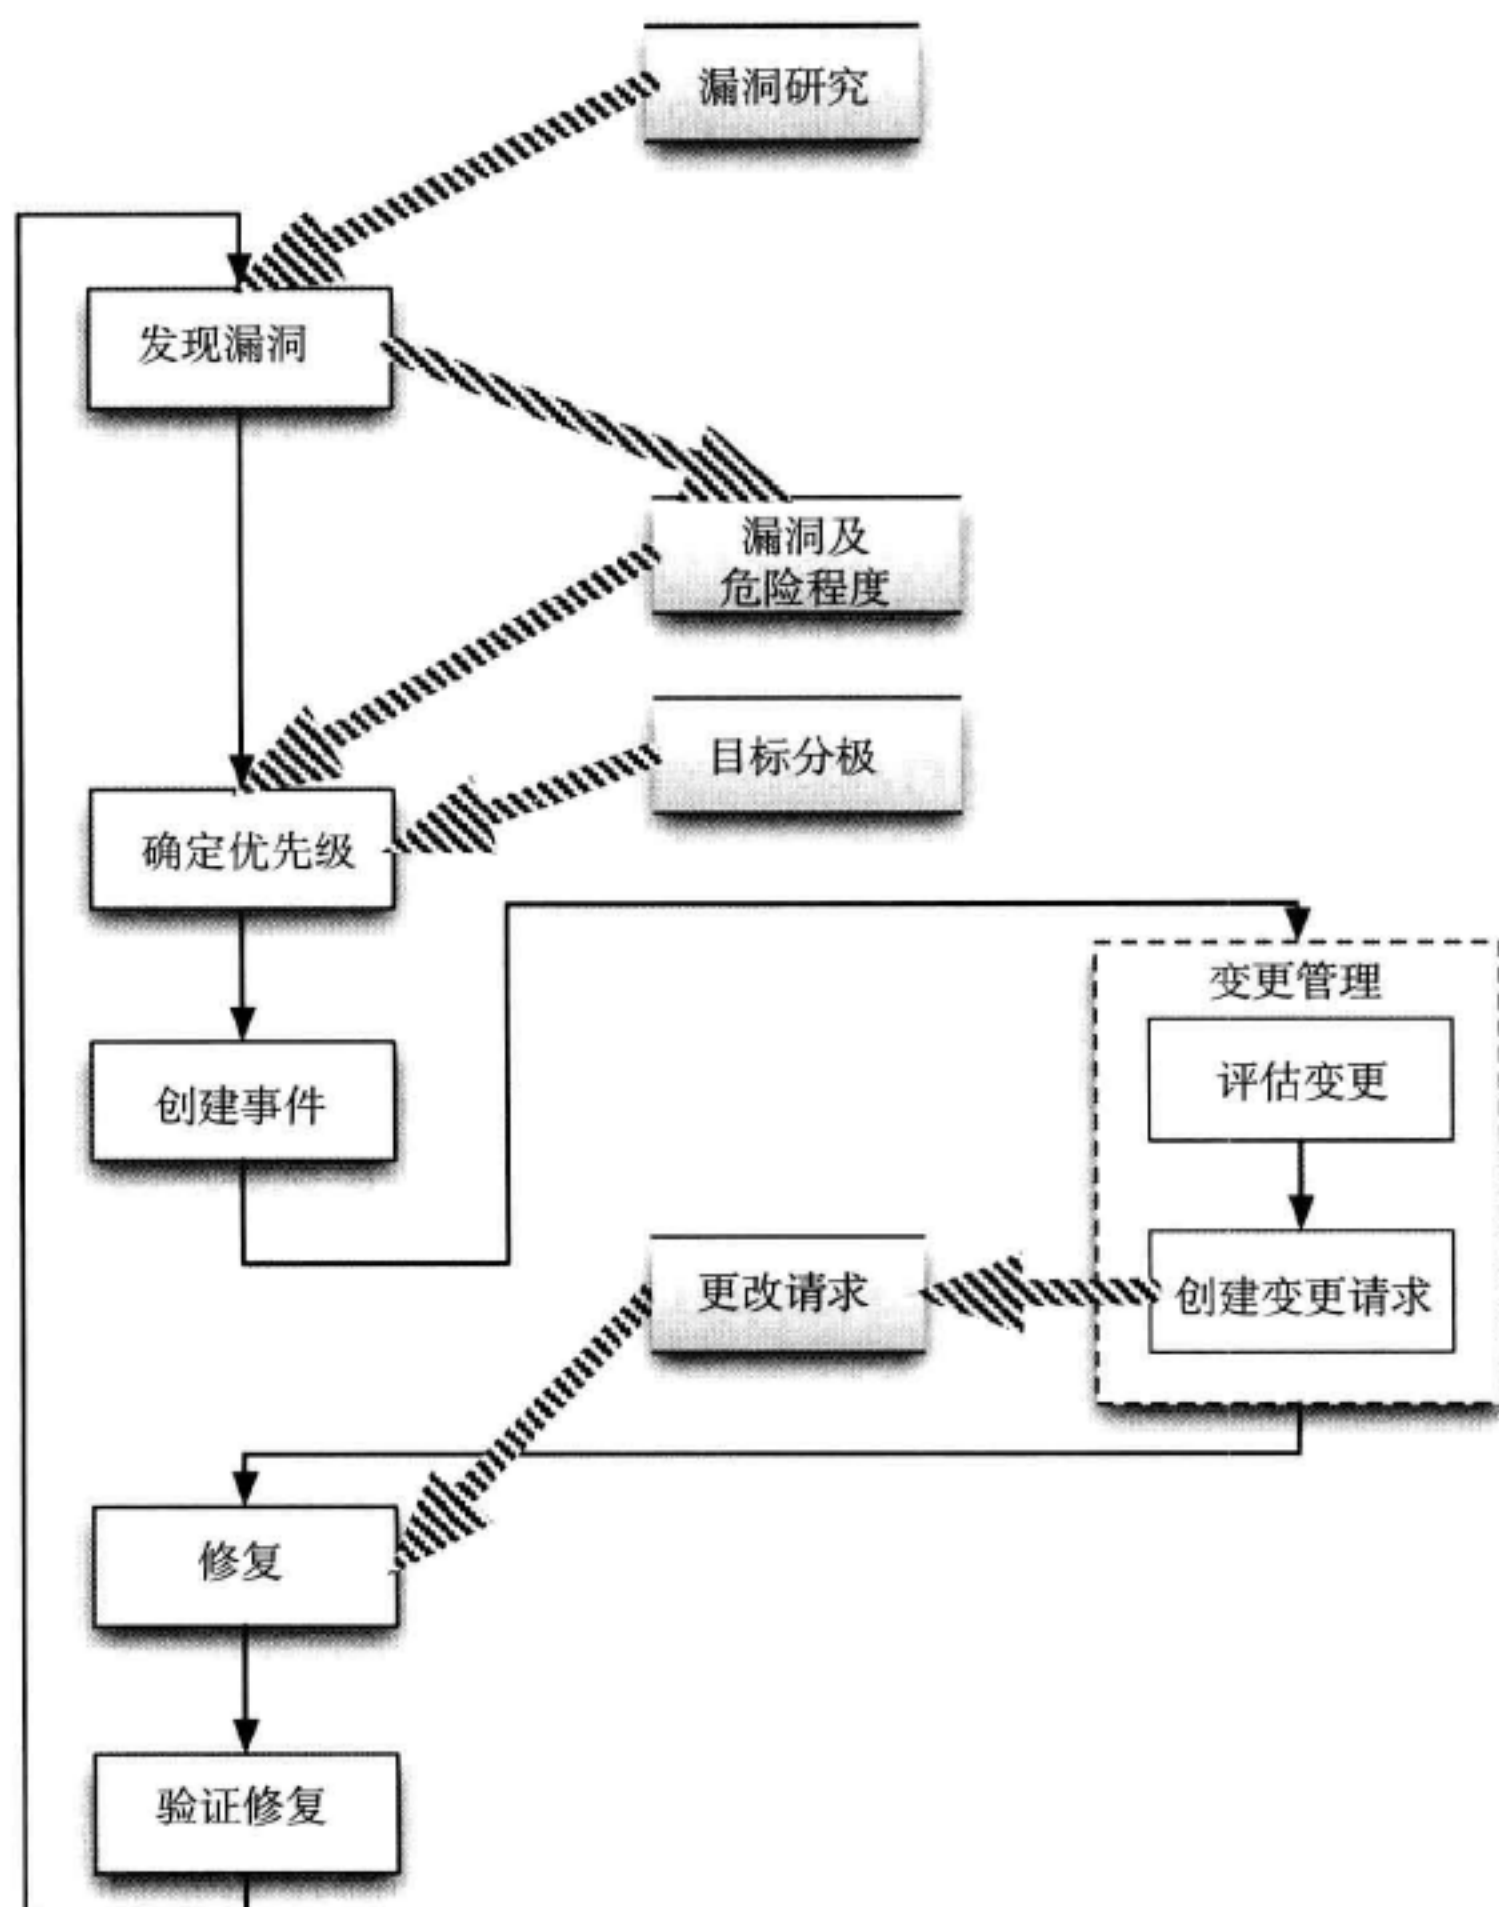 漏洞研究
发现漏洞
漏洞及
危险程度
目标分极
确定优先级
变更管理
评估变更
创建事件
更改请求
创建变更请求
修复
验证修复